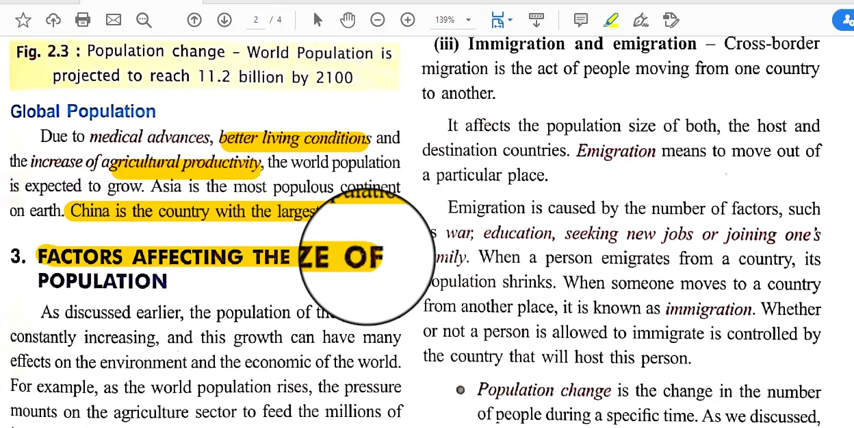 2 / 4
139%
Fig. 2.3 : Population change – World Population is
projected to reach 11.2 billion by 2100
Global Population
Due to medical advances, better living conditions and
the increase of agricultural productivity, the world population
is expected to grow. Asia is the most populous continent
on earth. China is the country with the larges
3. FACTORS AFFECTING THE ZE OF
POPULATION
As discussed earlier, the population of
constantly increasing, and this growth can have many
effects on the environment and the economic of the world.
For example, as the world population rises, the pressure
mounts on the agriculture sector to feed the millions of
(iii) Immigration and emigration – Cross-border
migration is the act of people moving from one country
to another.
It affects the population size of both, the host and
destination countries. Emigration means to move out of
a particular place.
Emigration is caused by the number of factors, such
s war, education, seeking new jobs or joining one's
mily. When a person emigrates from a country, its
opulation shrinks. When someone moves to a country
from another place, it is known as immigration. Whether
or not a person is allowed to immigrate is controlled by
the country that will host this person.
● Population change is the change in the number
of people during a specific time. As we discussed,